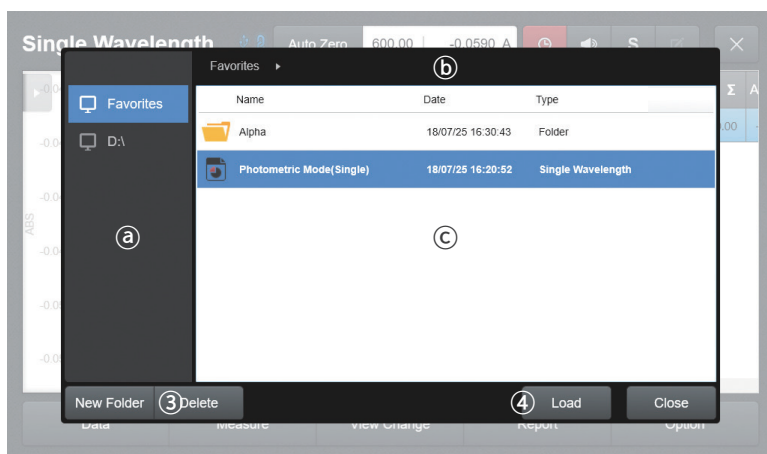 Single Wavelength Auto Zero 600.00 -0.0590 A S
Favorites ▸ ⓑ
Σ A
Favorites Name Date Type
D:\ Alpha 18/07/25 16:30:43 Folder
Photometric Mode(Single) 18/07/25 16:20:52 Single Wavelength
ABS
ⓐ ⓒ
New Folder ③ Delete ④ Load Close
Data Measure View Change Report Option